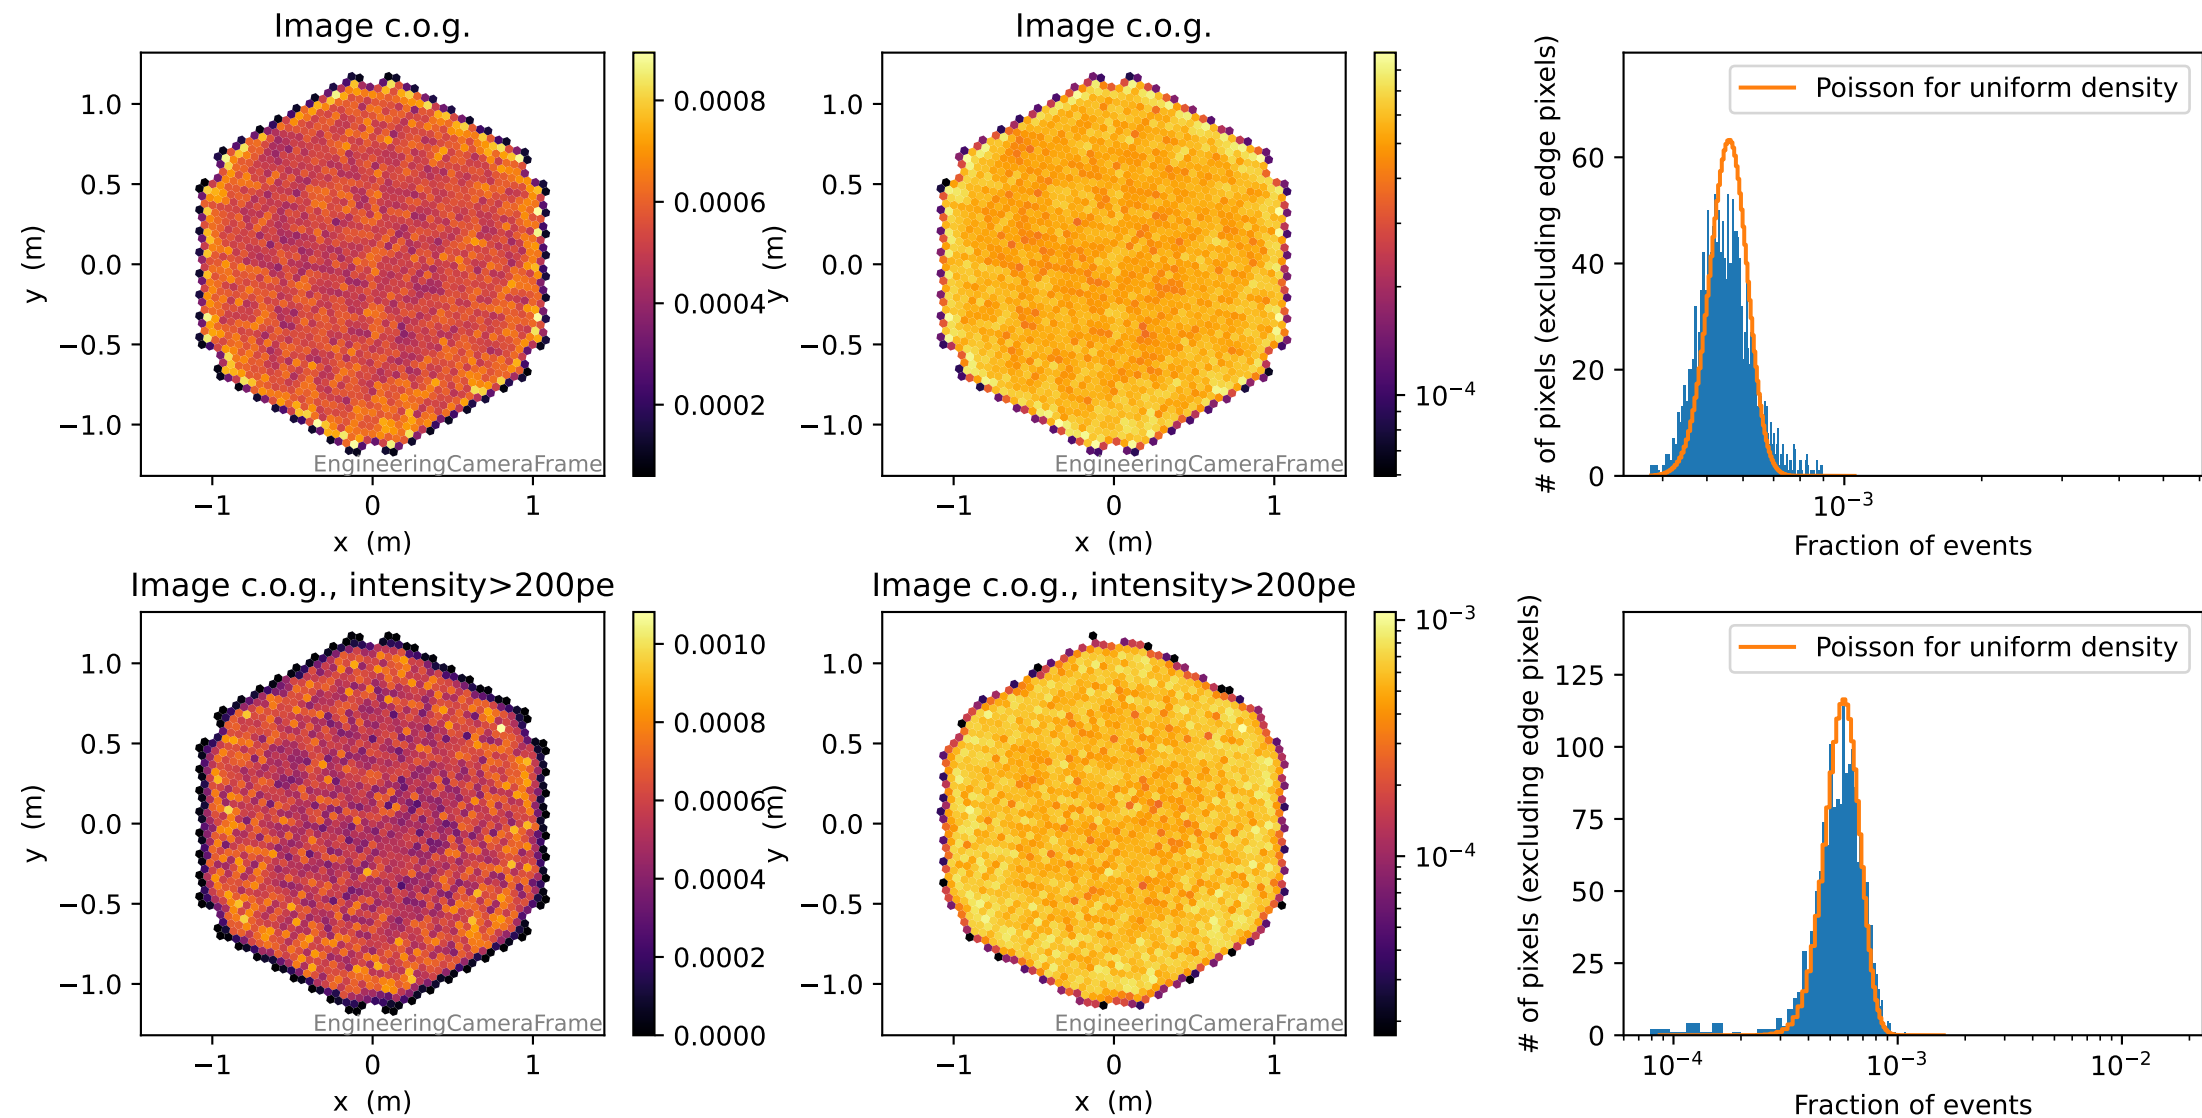 Image c.o.g.
1.0
0.5
0.0
−0.5
−1.0
y (m)
−1
0
1
x (m)
EngineeringCameraFrame
0.0008
0.0006
0.0004
0.0002
Image c.o.g.
1.0
0.5
0.0
−0.5
−1.0
y (m)
−1
0
1
x (m)
EngineeringCameraFrame
10⁻⁴
# of pixels (excluding edge pixels)
60
40
20
0
Poisson for uniform density
10⁻³
Fraction of events
Image c.o.g., intensity>200pe
1.0
0.5
0.0
−0.5
−1.0
y (m)
−1
0
1
x (m)
EngineeringCameraFrame
0.0010
0.0008
0.0006
0.0004
0.0002
0.0000
Image c.o.g., intensity>200pe
1.0
0.5
0.0
−0.5
−1.0
y (m)
−1
0
1
x (m)
EngineeringCameraFrame
10⁻³
10⁻⁴
# of pixels (excluding edge pixels)
125
100
75
50
25
0
Poisson for uniform density
10⁻⁴
10⁻³
10⁻²
Fraction of events